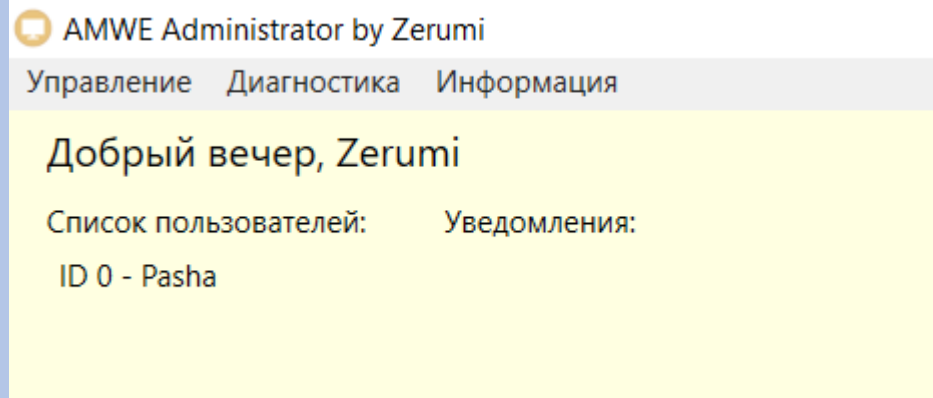 AMWE Administrator by Zerumi
Управление Диагностика Информация
Добрый вечер, Zerumi
Список пользователей: Уведомления:
ID 0 - Pasha